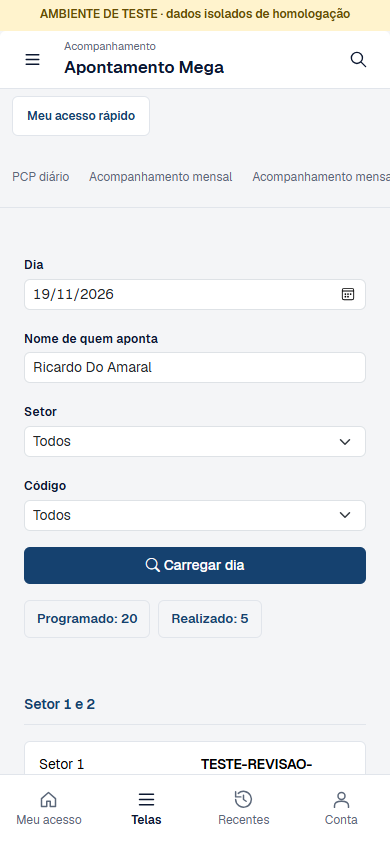 AMBIENTE DE TESTE · dados isolados de homologação
Acompanhamento
Apontamento Mega
Meu acesso rápido
PCP diário Acompanhamento mensal Acompanhamento mensa
Dia
19/11/2026
Nome de quem aponta
Ricardo Do Amaral
Setor
Todos
Código
Todos
Carregar dia
Programado: 20 Realizado: 5
Setor 1 e 2
Setor 1 TESTE-REVISAO-
Meu acesso Telas Recentes Conta